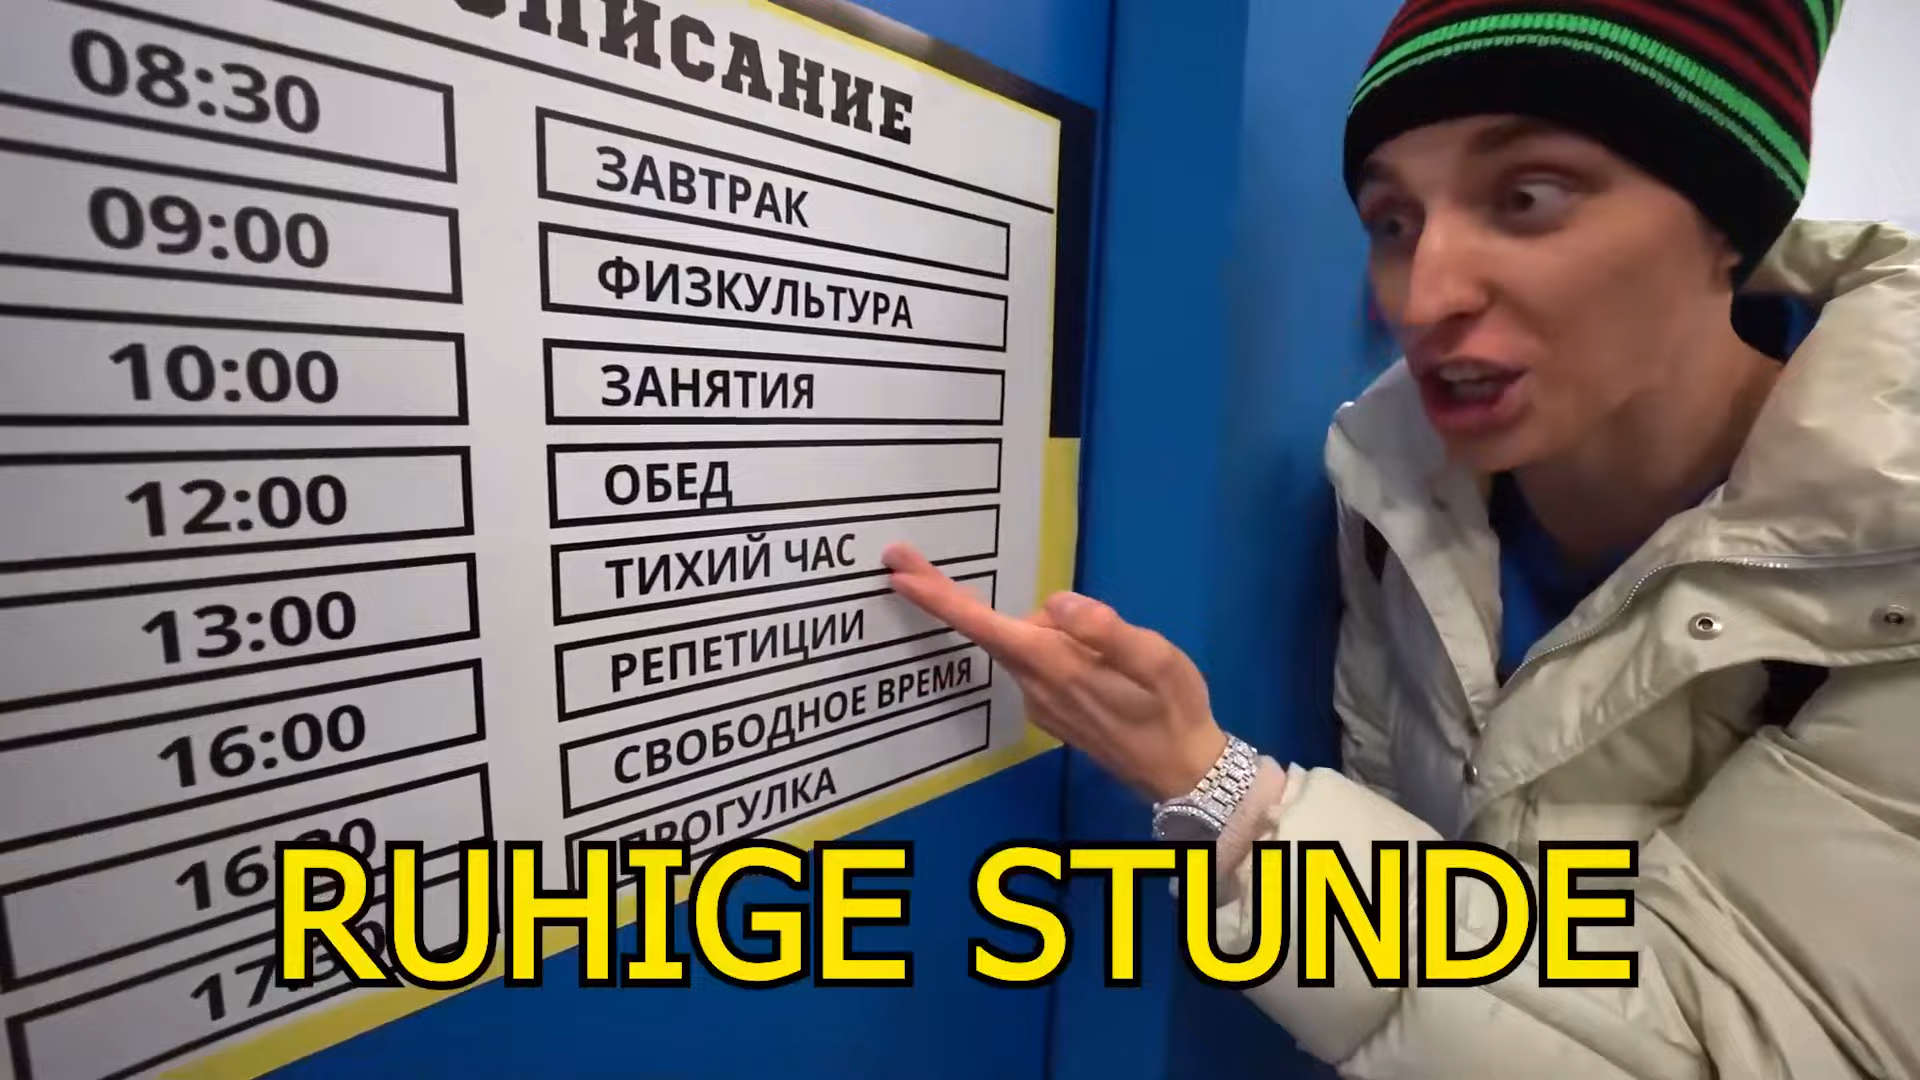 08:30 ЗАВТРАК
09:00 ФИЗКУЛЬТУРА
10:00 ЗАНЯТИЯ
12:00 ОБЕД
13:00 ТИХИЙ ЧАС
16:00 РЕПЕТИЦИИ
СВОБОДНОЕ ВРЕМЯ
ПРОГУЛКА
RUHIGE STUNDE